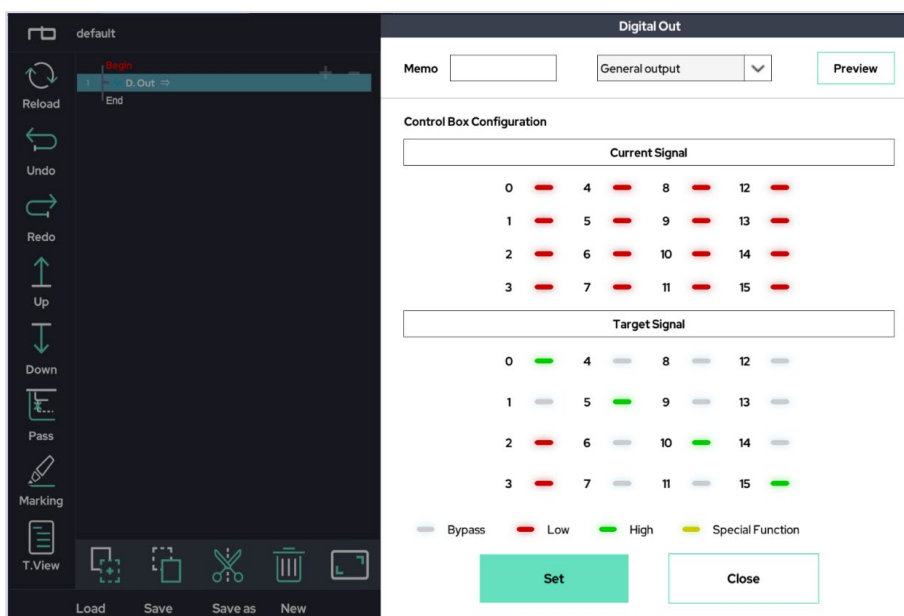 default
Begin
1 D. Out ⇒
End
Reload
Undo
Redo
Up
Down
Pass
Marking
T.View
Load Save Save as New
Digital Out
Memo General output Preview
Control Box Configuration
Current Signal
0 4 8 12
1 5 9 13
2 6 10 14
3 7 11 15
Target Signal
0 4 8 12
1 5 9 13
2 6 10 14
3 7 11 15
Bypass Low High Special Function
Set Close